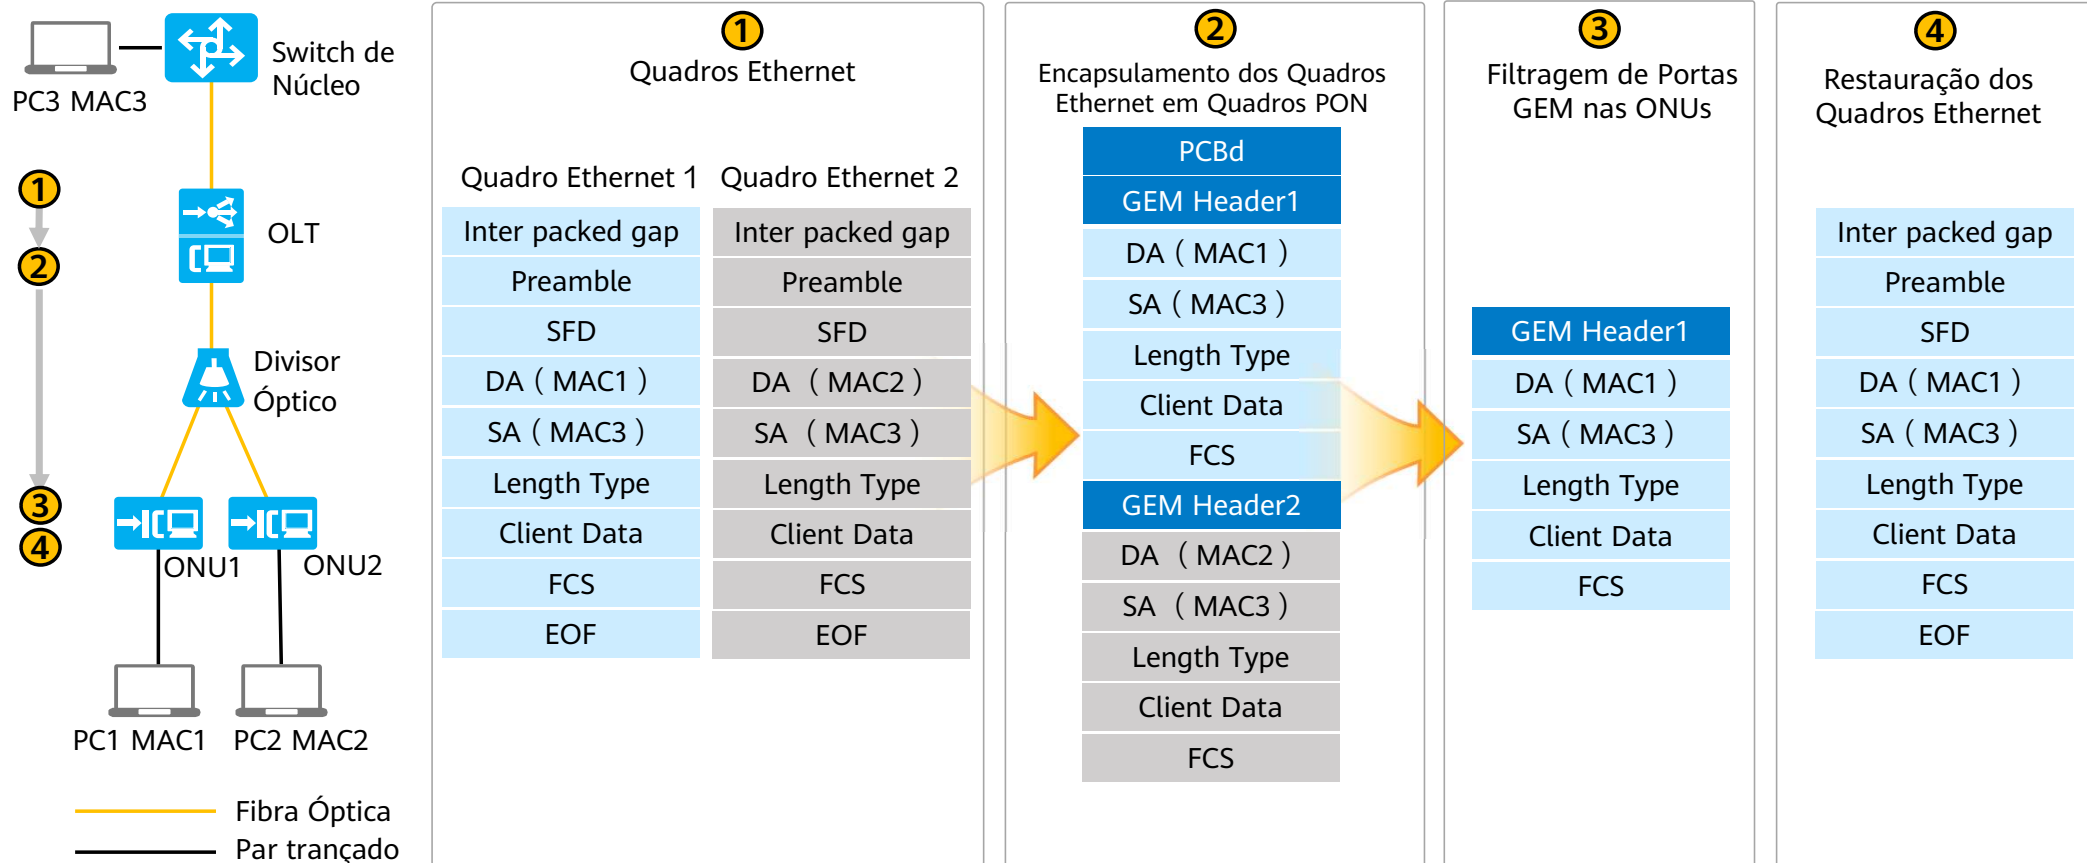 Switch de
Núcleo
PC3 MAC3
1
2
OLT
Divisor
Óptico
3
4
ONU1
ONU2
PC1 MAC1
PC2 MAC2
Fibra Óptica
Par trançado
1
Quadros Ethernet
Quadro Ethernet 1
Inter packed gap
Preamble
SFD
DA ( MAC1 )
SA ( MAC3 )
Length Type
Client Data
FCS
EOF
Quadro Ethernet 2
Inter packed gap
Preamble
SFD
DA ( MAC2 )
SA ( MAC3 )
Length Type
Client Data
FCS
EOF
2
Encapsulamento dos Quadros
Ethernet em Quadros PON
PCBd
GEM Header1
DA ( MAC1 )
SA ( MAC3 )
Length Type
Client Data
FCS
GEM Header2
DA ( MAC2 )
SA ( MAC3 )
Length Type
Client Data
FCS
3
Filtragem de Portas
GEM nas ONUs
GEM Header1
DA ( MAC1 )
SA ( MAC3 )
Length Type
Client Data
FCS
4
Restauração dos
Quadros Ethernet
Inter packed gap
Preamble
SFD
DA ( MAC1 )
SA ( MAC3 )
Length Type
Client Data
FCS
EOF